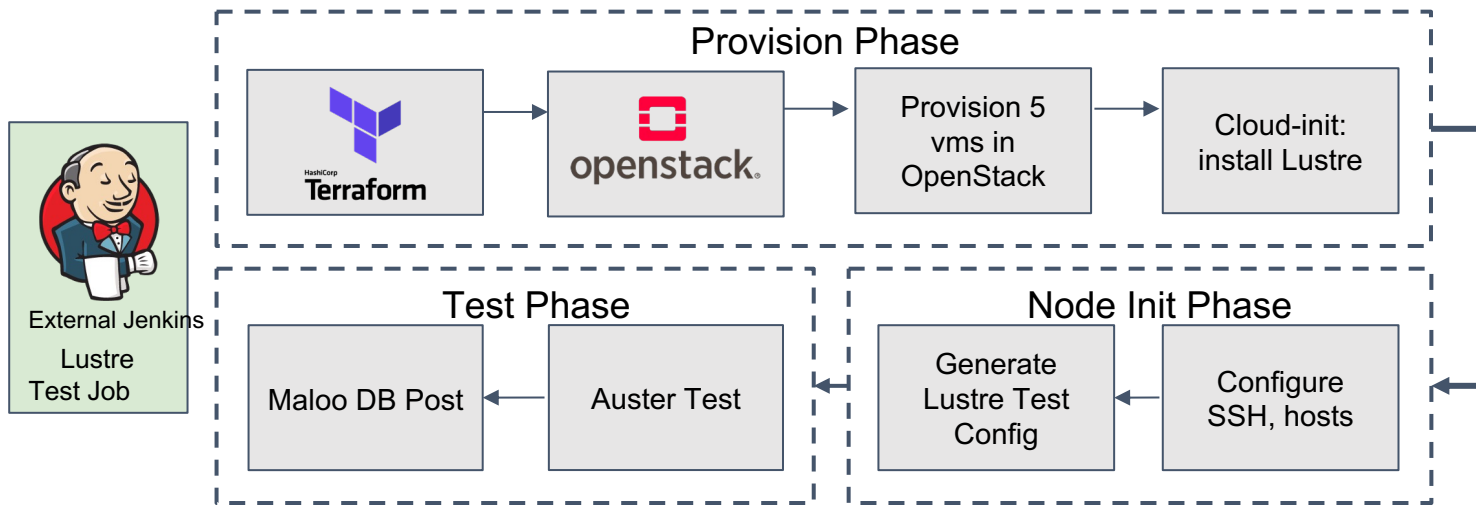 Provision Phase
HashiCorp
Terraform
openstack.
Provision 5
vms in
OpenStack
Cloud-init:
install Lustre
External Jenkins
Lustre
Test Job
Test Phase
Maloo DB Post
Auster Test
Node Init Phase
Generate
Lustre Test
Config
Configure
SSH, hosts